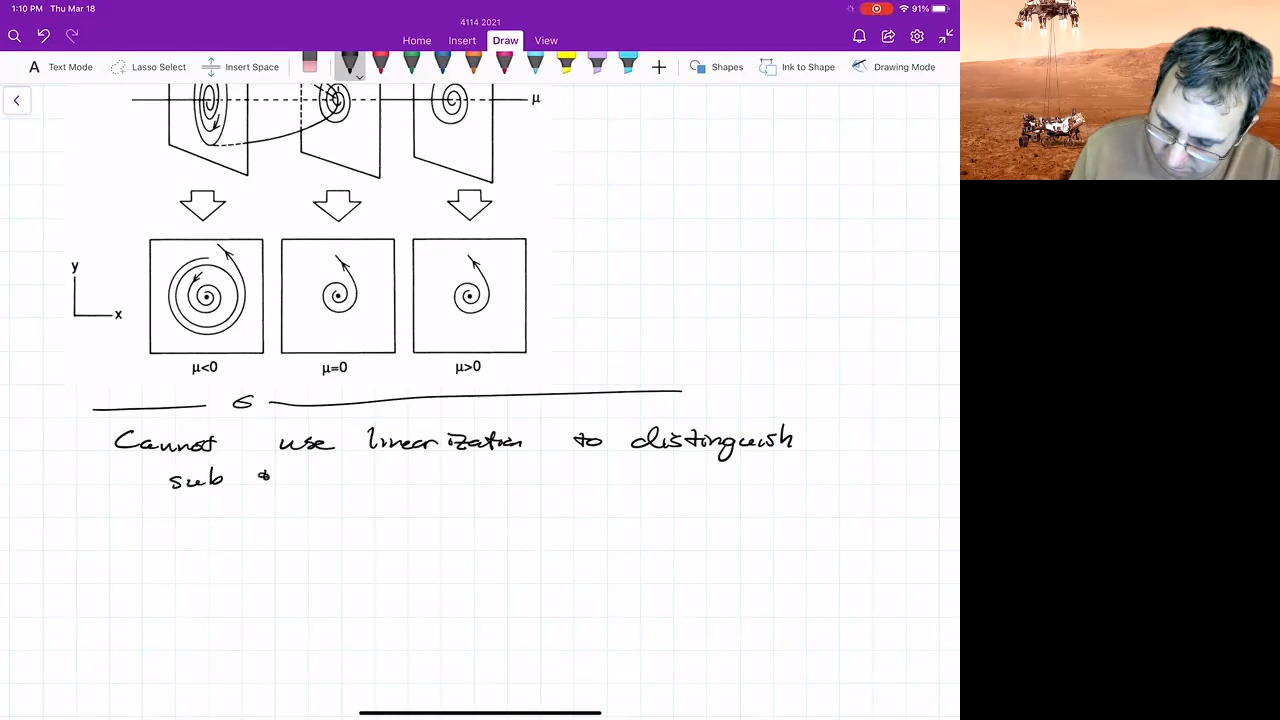 1:10 PM Thu Mar 18
91%
4114 2021
Home Insert Draw View
A Text Mode Lasso Select Insert Space + Shapes Ink to Shape Drawing Mode
μ
y
x
μ<0 μ=0 μ>0
Cannot use linearization to distinguish
sub